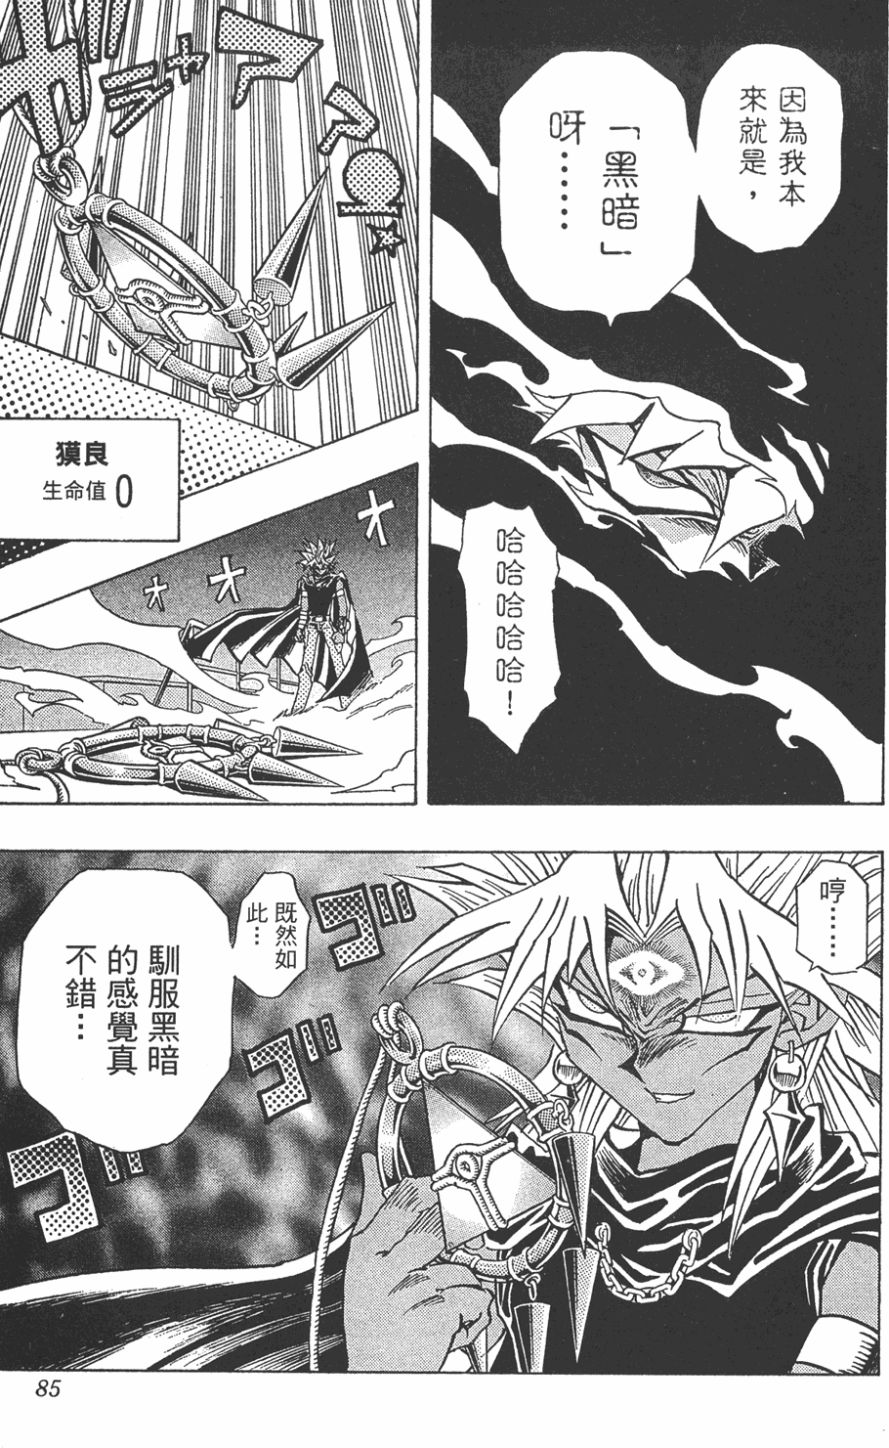 因為我本
來就是，
「黑暗」
呀……
哈哈哈哈哈！
ガシャアアン
獏良
生命值0
オ
オ
オ
哼……
既然如
此…
馴服黑暗
的感覺真
不錯…
ゴ
ゴ
ゴ
85